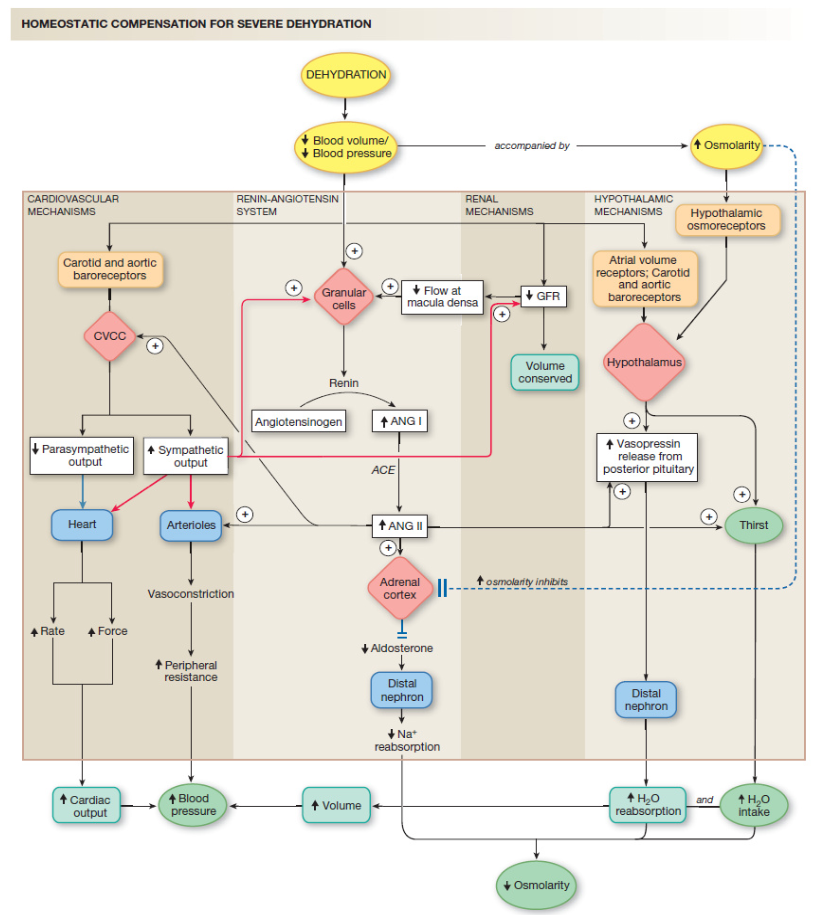 HOMEOSTATIC COMPENSATION FOR SEVERE DEHYDRATION
DEHYDRATION
↓ Blood volume/
↓ Blood pressure
accompanied by
↑ Osmolarity
CARDIOVASCULAR
MECHANISMS
RENIN-ANGIOTENSIN
SYSTEM
RENAL
MECHANISMS
HYPOTHALAMIC
MECHANISMS
Hypothalamic
osmoreceptors
Carotid and aortic
baroreceptors
+
Atrial volume
receptors; Carotid
and aortic
baroreceptors
+
Granular
cells
+
↓ Flow at
macula densa
↓ GFR
+
CVCC
+
Volume
conserved
Hypothalamus
Renin
Angiotensinogen
↑ ANG I
+
↓ Parasympathetic
output
↑ Sympathetic
output
ACE
↑ Vasopressin
release from
posterior pituitary
+
+
Heart
Arterioles
+
↑ ANG II
+
Thirst
+
Adrenal
cortex
↑ osmolarity inhibits
Vasoconstriction
↑ Rate
↑ Force
↓ Aldosterone
↑ Peripheral
resistance
Distal
nephron
Distal
nephron
↓ Na⁺
reabsorption
↑ Cardiac
output
↑ Blood
pressure
↑ Volume
↑ H₂O
reabsorption
and
↑ H₂O
intake
↓ Osmolarity